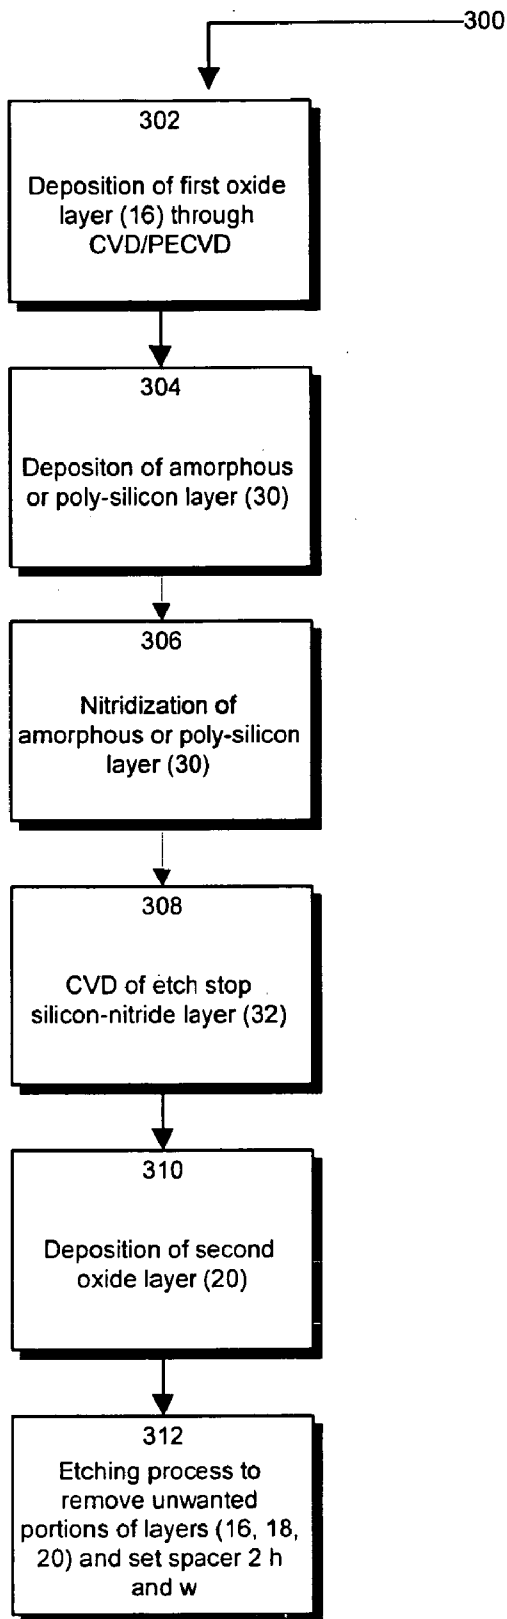 300
302
Deposition of first oxide
layer (16) through
CVD/PECVD
304
Depositon of amorphous
or poly-silicon layer (30)
306
Nitridization of
amorphous or poly-silicon
layer (30)
308
CVD of etch stop
silicon-nitride layer (32)
310
Deposition of second
oxide layer (20)
312
Etching process to
remove unwanted
portions of layers (16, 18,
20) and set spacer 2 h
and w